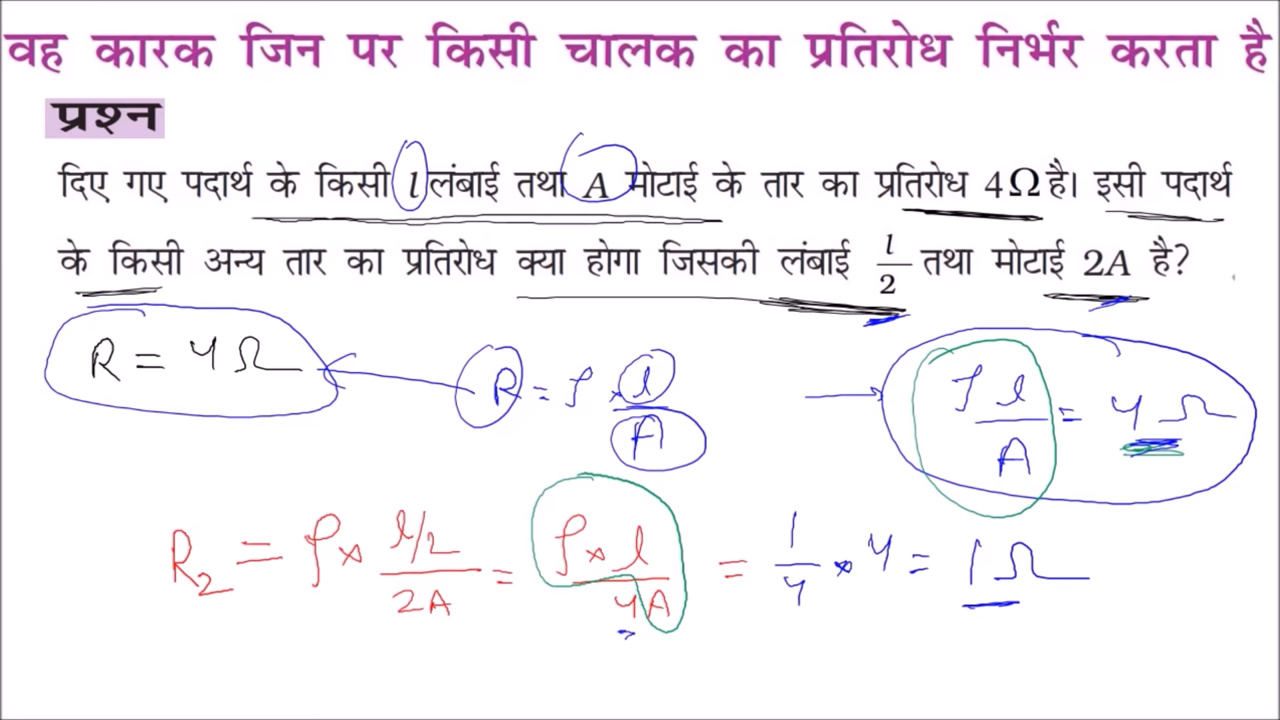 वह कारक जिन पर किसी चालक का प्रतिरोध निर्भर करता है
प्रश्न
दिए गए पदार्थ के किसी l लंबाई तथा A मोटाई के तार का प्रतिरोध 4Ω है। इसी पदार्थ
के किसी अन्य तार का प्रतिरोध क्या होगा जिसकी लंबाई l/2 तथा मोटाई 2A है?
R = 4Ω R = ρ × l/A ρ l/A = 4Ω
R₂ = ρ × (l/2)/2A = ρ × l/4A = 1/4 × 4 = 1Ω